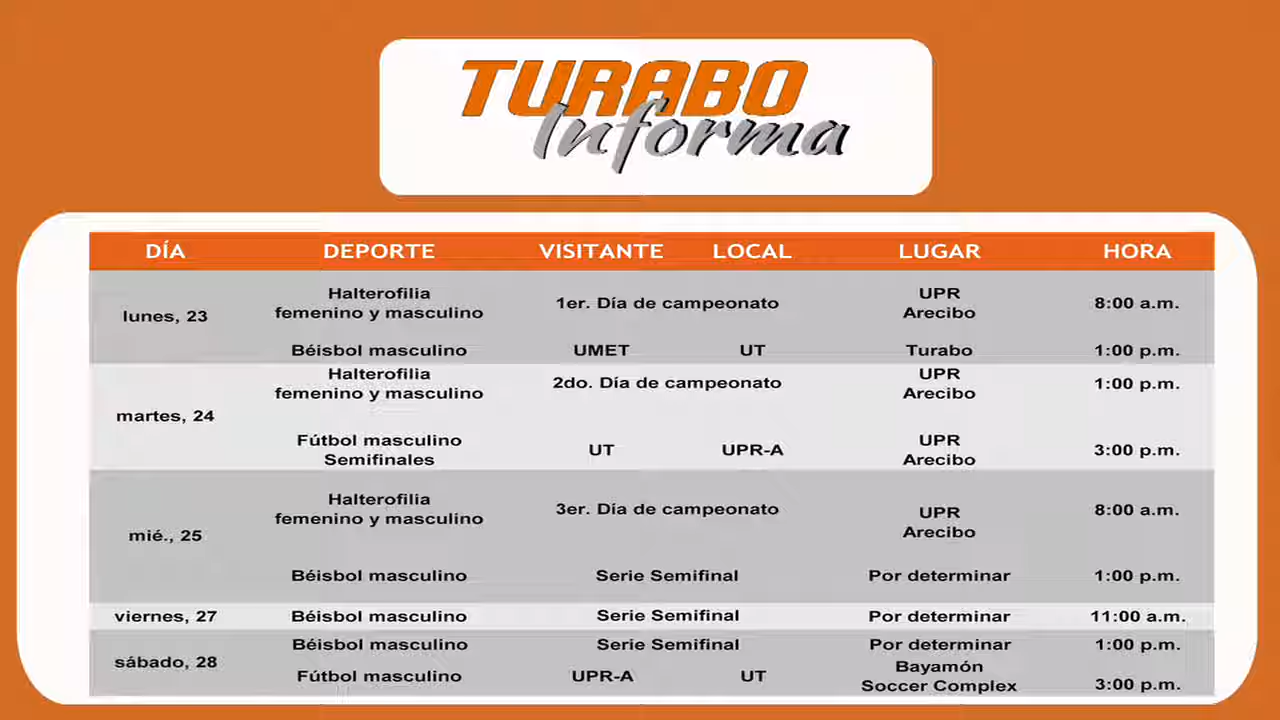 TURABO
Informa
DÍA DEPORTE VISITANTE LOCAL LUGAR HORA
lunes, 23
Halterofilia
femenino y masculino
1er. Día de campeonato
UPR
Arecibo
8:00 a.m.
Béisbol masculino UMET UT Turabo 1:00 p.m.
martes, 24
Halterofilia
femenino y masculino
2do. Día de campeonato
UPR
Arecibo
1:00 p.m.
Fútbol masculino
Semifinales
UT UPR-A
UPR
Arecibo
3:00 p.m.
mié., 25
Halterofilia
femenino y masculino
3er. Día de campeonato
UPR
Arecibo
8:00 a.m.
Béisbol masculino Serie Semifinal Por determinar 1:00 p.m.
viernes, 27 Béisbol masculino Serie Semifinal Por determinar 11:00 a.m.
sábado, 28
Béisbol masculino Serie Semifinal Por determinar 1:00 p.m.
Fútbol masculino UPR-A UT
Bayamón
Soccer Complex
3:00 p.m.